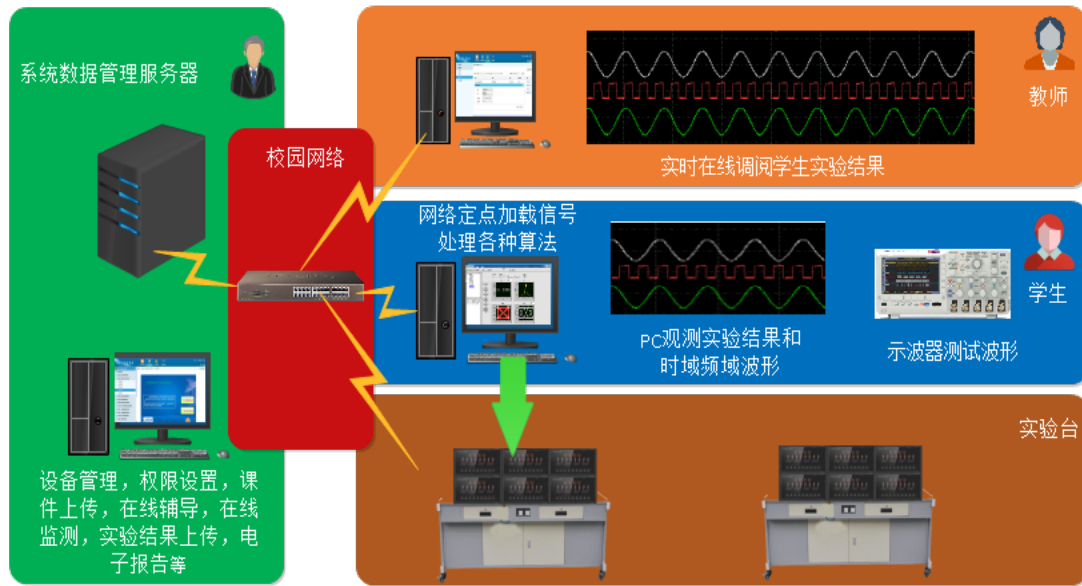 系统数据管理服务器
校园网络
设备管理，权限设置，课
件上传，在线辅导，在线
监测，实验结果上传，电
子报告等
教师
实时在线调阅学生实验结果
网络定点加载信号
处理各种算法
学生
PC观测实验结果和
时域频域波形
示波器测试波形
实验台